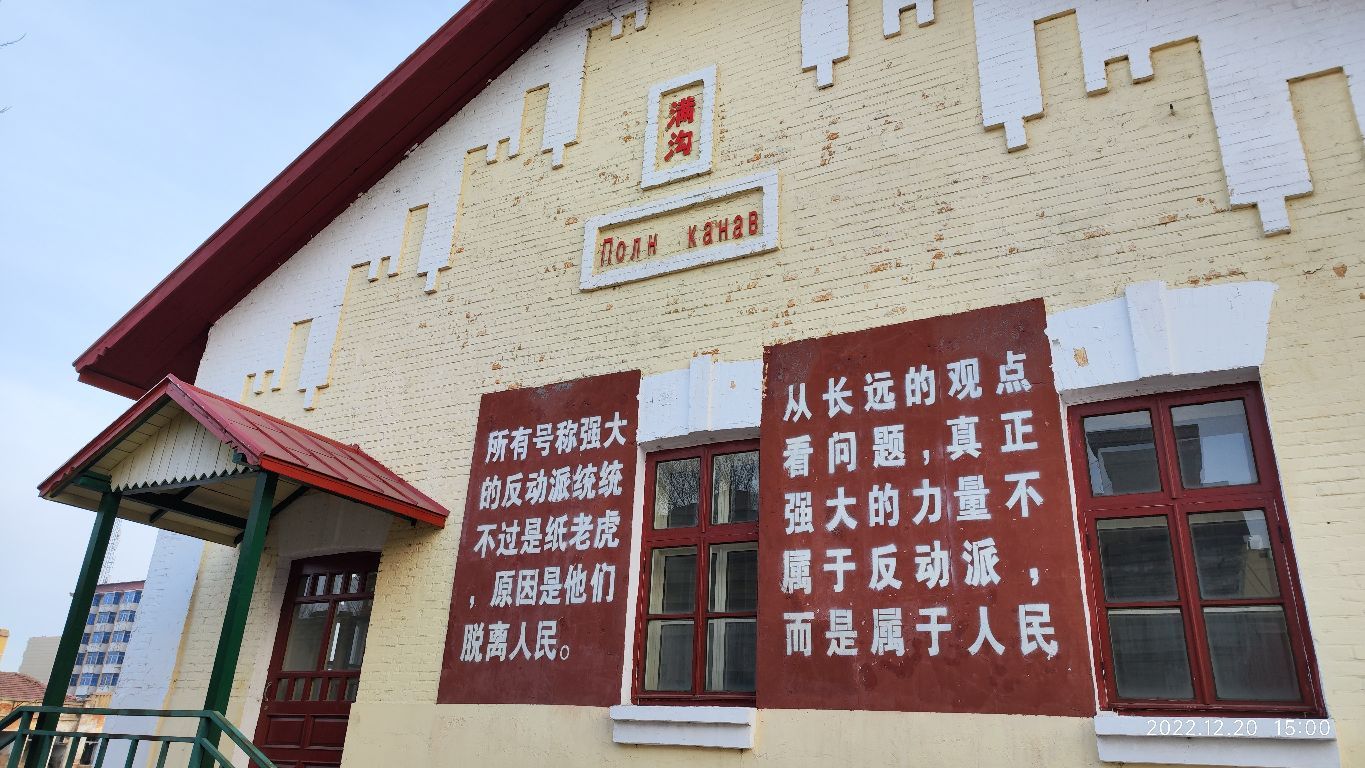 满
沟
Полн канав
所有号称强大
的反动派统统
不过是纸老虎
，原因是他们
脱离人民。
从长远的观点
看问题，真正
强大的力量不
属于反动派，
而是属于人民
2022.12.20 15:00